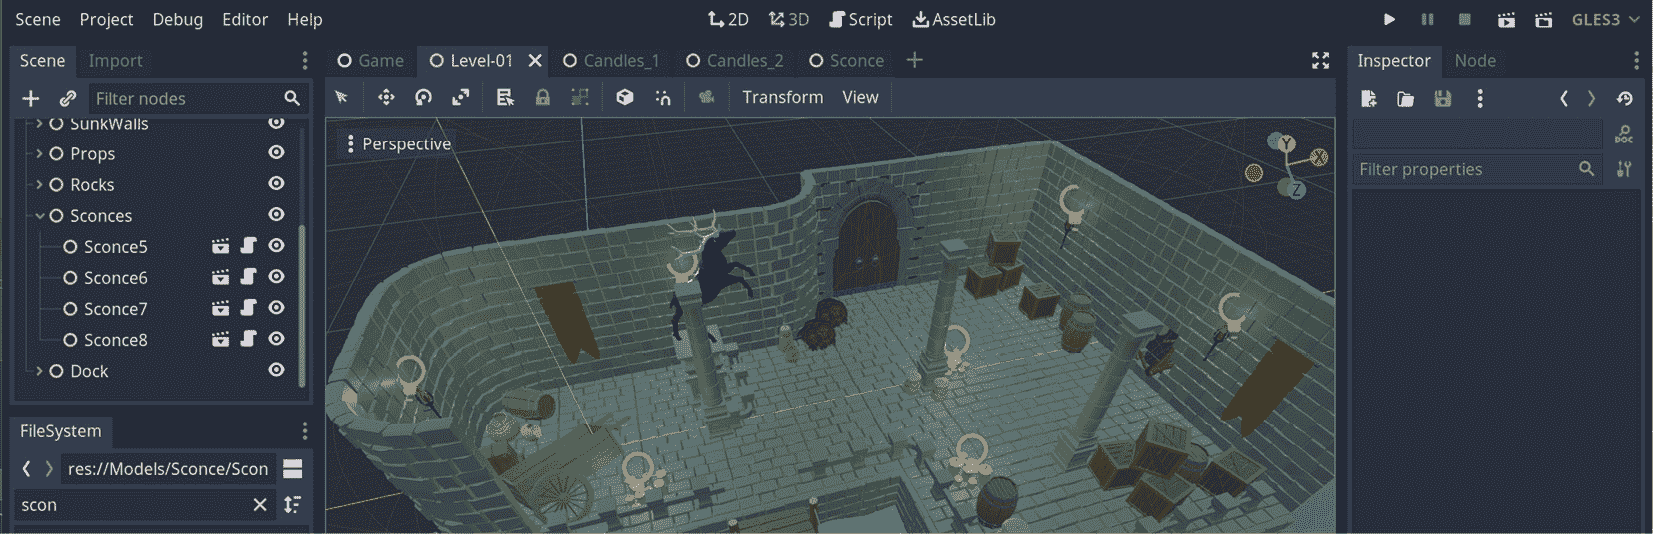 Scene Project Debug Editor Help 2D 3D Script AssetLib GLES3
Scene Import Game Level-01 Candles_1 Candles_2 Sconce Inspector Node
Filter nodes Transform View
SunkWalls
Perspective
DOC
Props
Filter properties
Rocks
Sconces
Sconce5
Sconce6
Sconce7
Sconce8
Dock
FileSystem
res://Models/Sconce/Scon
scon
Y
X
Z